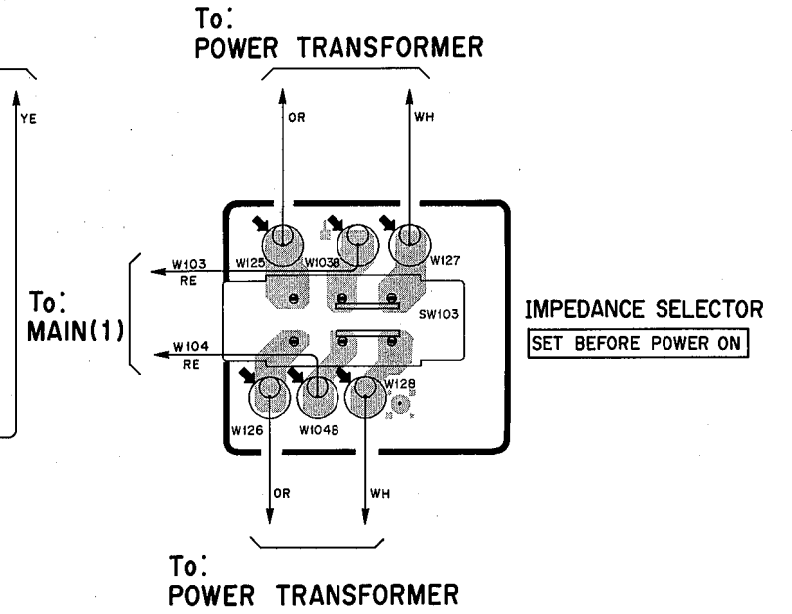 To:
POWER TRANSFORMER
YE
OR
WH
W103
W125
W103B
W127
RE
To:
MAIN(1)
SW103
IMPEDANCE SELECTOR
SET BEFORE POWER ON
W104
RE
W128
W126
W104B
OR
WH
To:
POWER TRANSFORMER